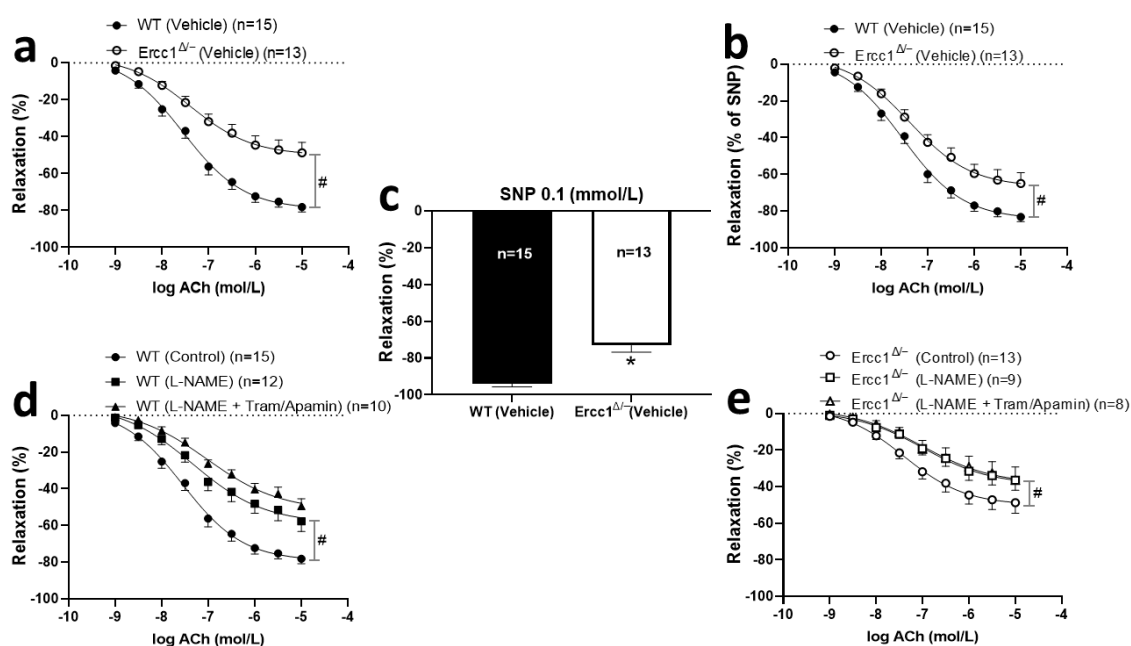 a
WT (Vehicle) (n=15)
Ercc1Δ/– (Vehicle) (n=13)
0
-20
-40
-60
-80
-100
Relaxation (%)
#
-10 -9 -8 -7 -6 -5 -4
log ACh (mol/L)
b
WT (Vehicle) (n=15)
Ercc1Δ/– (Vehicle) (n=13)
0
-20
-40
-60
-80
-100
Relaxation (% of SNP)
#
-10 -9 -8 -7 -6 -5 -4
log ACh (mol/L)
c
SNP 0.1 (mmol/L)
0
-20
-40
-60
-80
-100
Relaxation (%)
n=15
n=13
*
WT (Vehicle) Ercc1Δ/– (Vehicle)
d
WT (Control) (n=15)
WT (L-NAME) (n=12)
WT (L-NAME + Tram/Apamin) (n=10)
0
-20
-40
-60
-80
-100
Relaxation (%)
#
-10 -9 -8 -7 -6 -5 -4
log ACh (mol/L)
e
Ercc1Δ/– (Control) (n=13)
Ercc1Δ/– (L-NAME) (n=9)
Ercc1Δ/– (L-NAME + Tram/Apamin) (n=8)
0
-20
-40
-60
-80
-100
Relaxation (%)
#
-10 -9 -8 -7 -6 -5 -4
log ACh (mol/L)